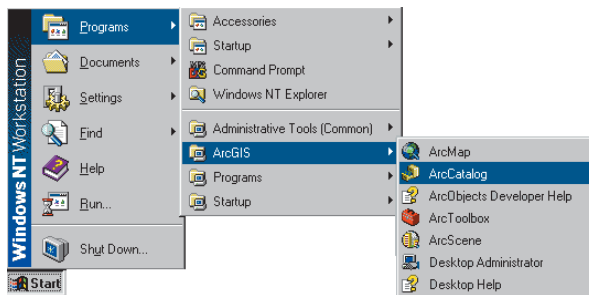 Windows NT Workstation
Programs
Documents
Settings
Find
Help
Run...
Shut Down...
Start
Accessories
Startup
Command Prompt
Windows NT Explorer
Administrative Tools (Common)
ArcGIS
Programs
Startup
ArcMap
ArcCatalog
ArcObjects Developer Help
ArcToolbox
ArcScene
Desktop Administrator
Desktop Help